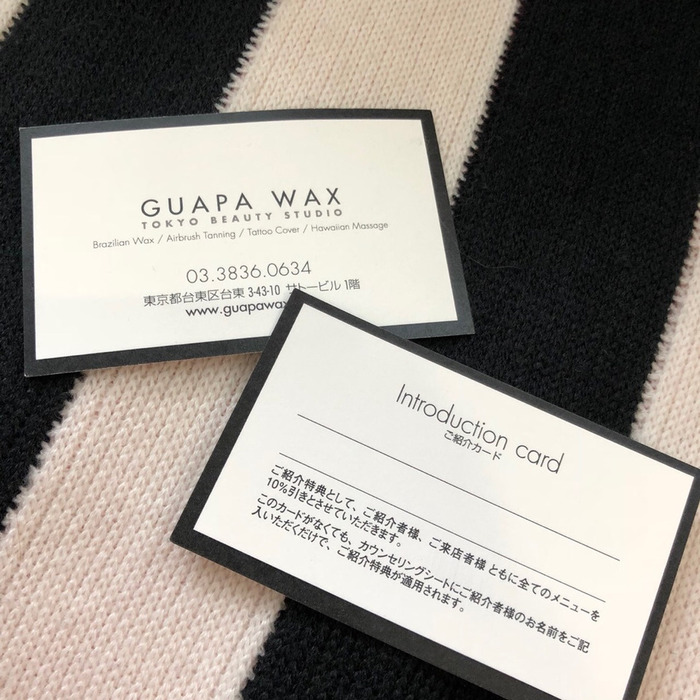 GUAPA WAX
TOKYO BEAUTY STUDIO
Brazilian Wax / Airbrush Tanning / Tattoo Cover / Hawaiian Massage
03.3836.0634
東京都台東区台東 3-43-10 サトービル 1階
www.guapawax
Introduction card
ご紹介カード
ご紹介特典として、ご紹介者様、ご来店者様 ともに全てのメニューを
10%引きとさせていただきます。
このカードがなくても、カウンセリングシートにご紹介者様のお名前をご記
入いただくだけで、ご紹介特典が適用されます。